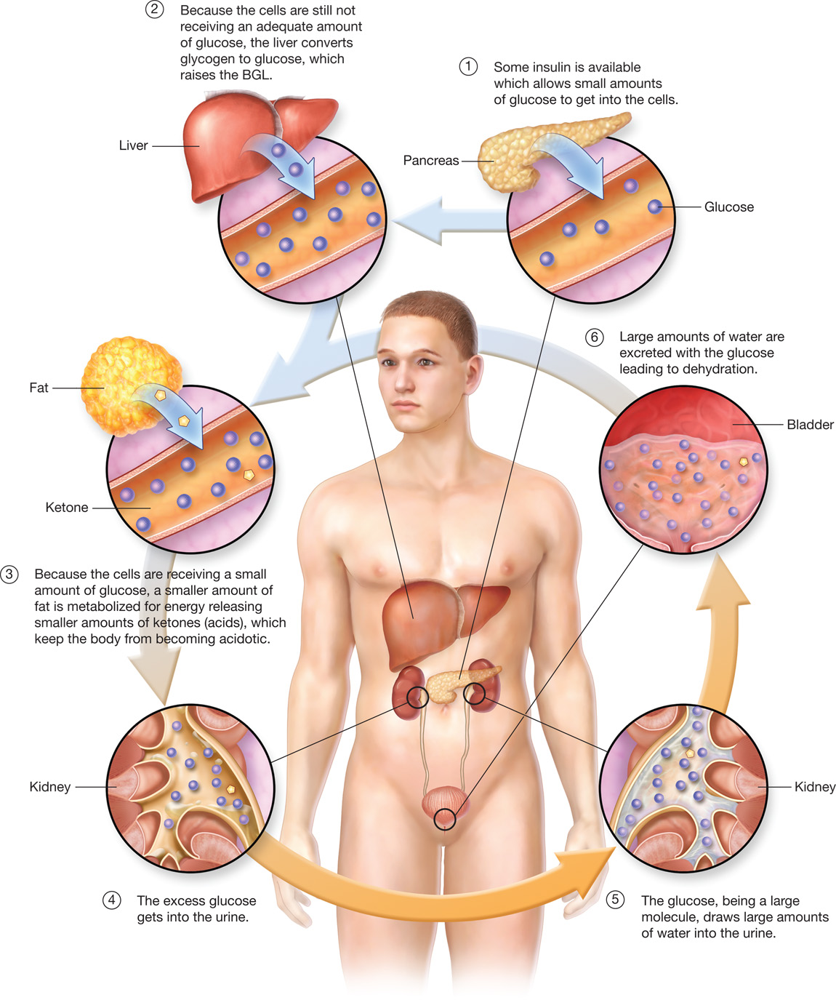 2
Because the cells are still not
receiving an adequate amount
of glucose, the liver converts
glycogen to glucose, which
raises the BGL.
1
Some insulin is available
which allows small amounts
of glucose to get into the cells.
Liver
Pancreas
Glucose
6
Large amounts of water are
excreted with the glucose
leading to dehydration.
Fat
Bladder
Ketone
3
Because the cells are receiving a small
amount of glucose, a smaller amount of
fat is metabolized for energy releasing
smaller amounts of ketones (acids), which
keep the body from becoming acidotic.
Kidney
Kidney
4
The excess glucose
gets into the urine.
5
The glucose, being a large
molecule, draws large amounts
of water into the urine.